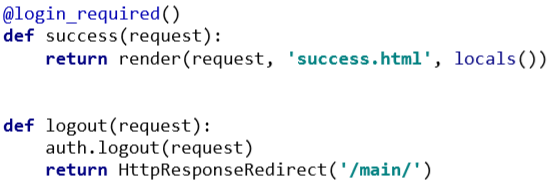 @login_required()
def success(request):
    return render(request, 'success.html', locals())
def logout(request):
    auth.logout(request)
    return HttpResponseRedirect('/main/')